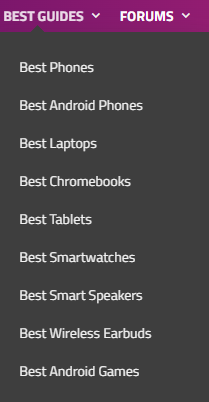 BEST GUIDES FORUMS
Best Phones
Best Android Phones
Best Laptops
Best Chromebooks
Best Tablets
Best Smartwatches
Best Smart Speakers
Best Wireless Earbuds
Best Android Games